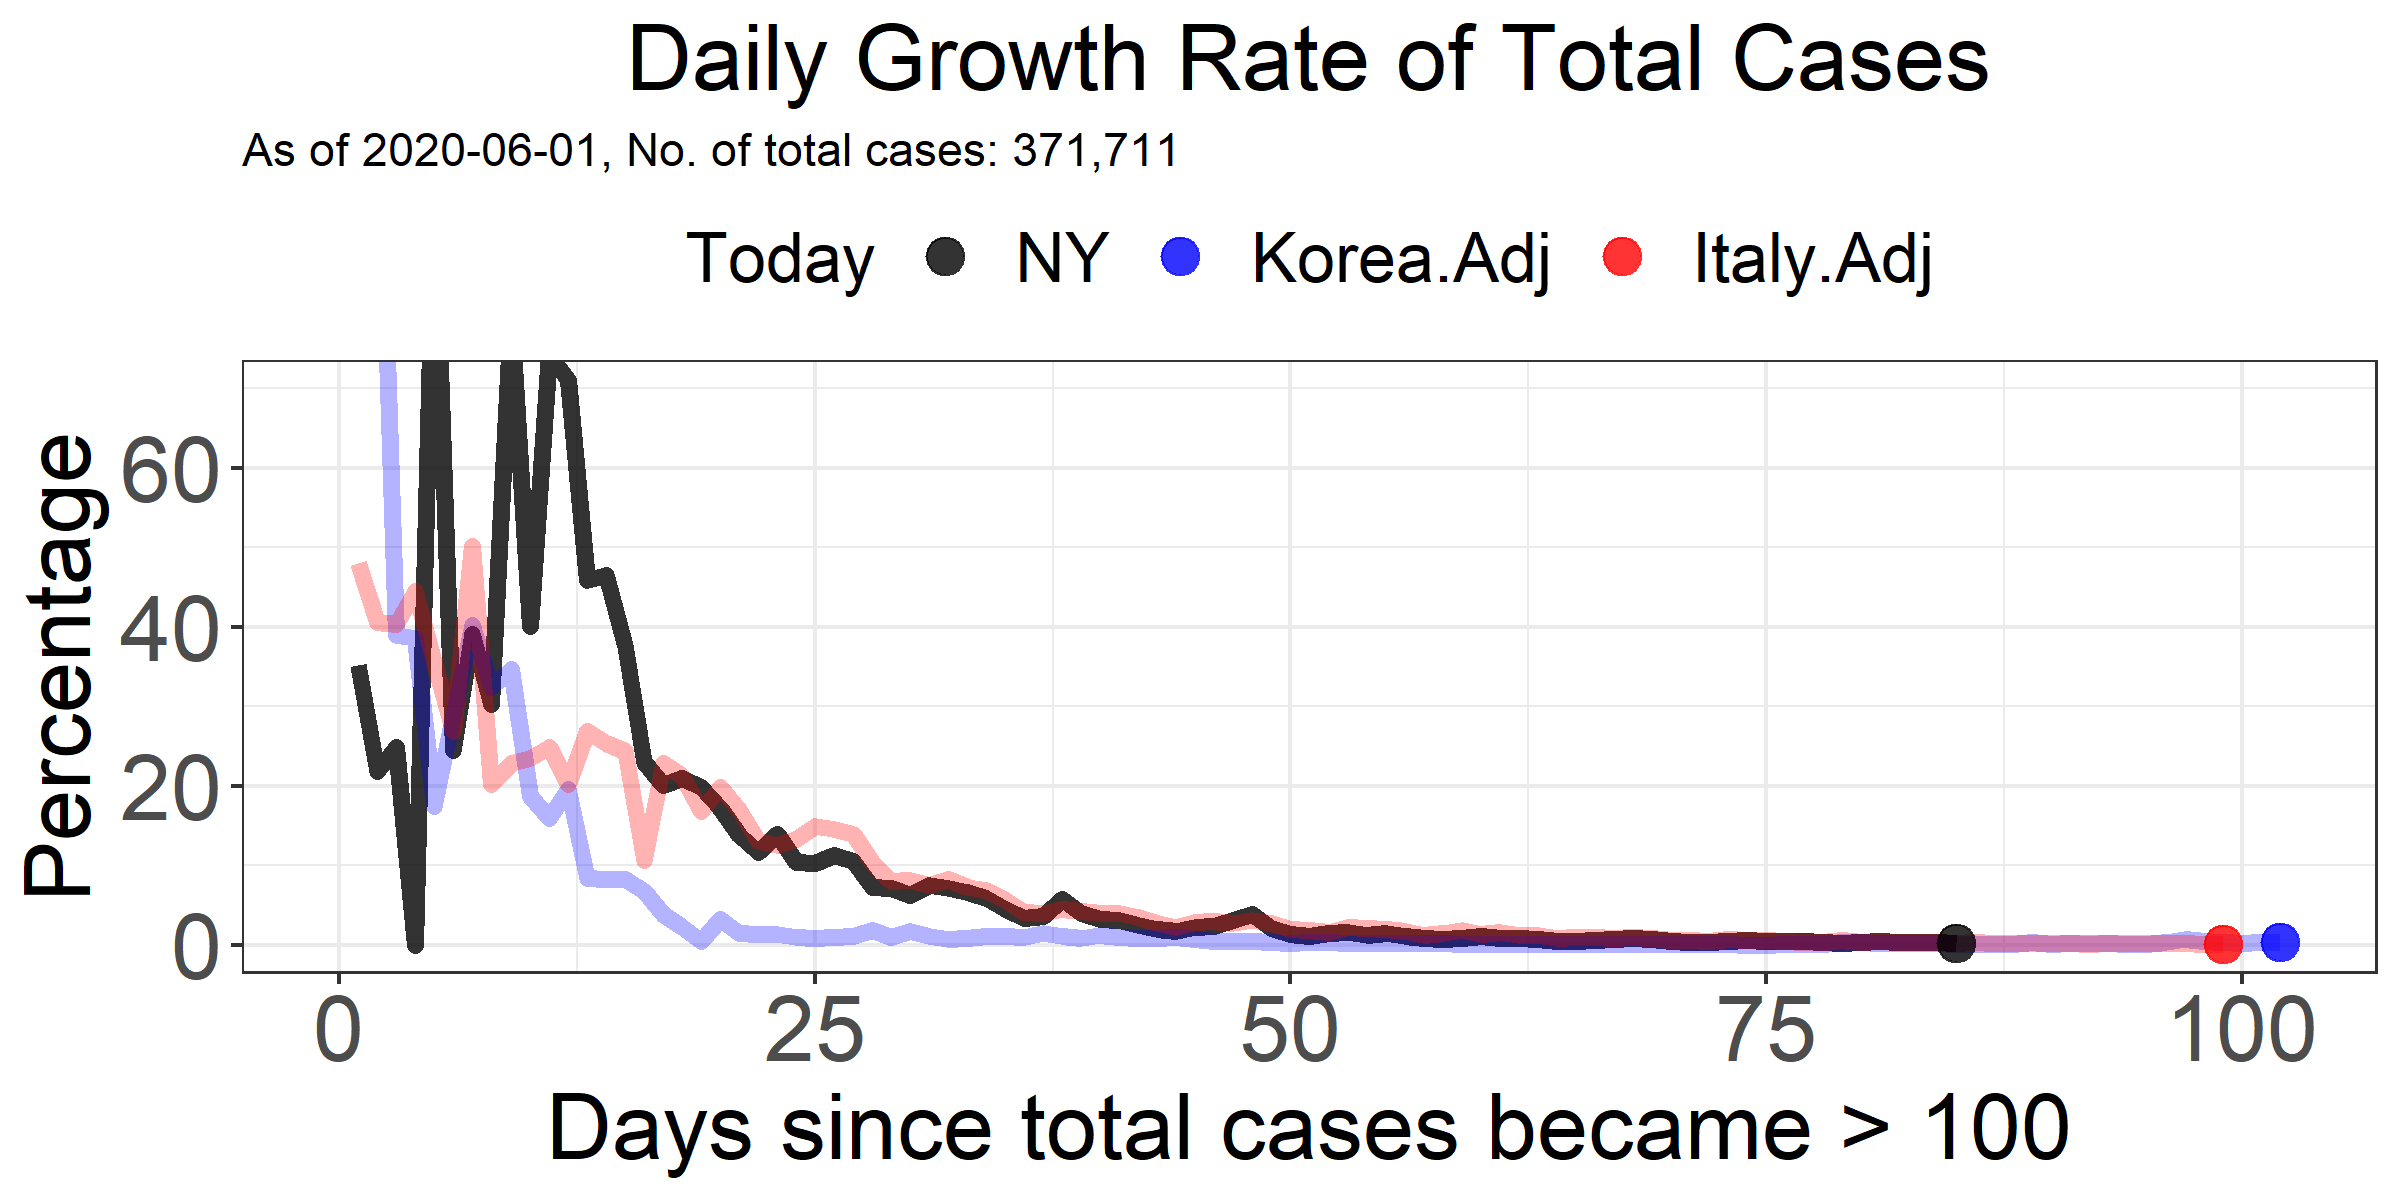 Daily Growth Rate of Total Cases
As of 2020-06-01, No. of total cases: 371,711
Today NY Korea.Adj Italy.Adj
Percentage
60
40
20
0
0 25 50 75 100
Days since total cases became > 100